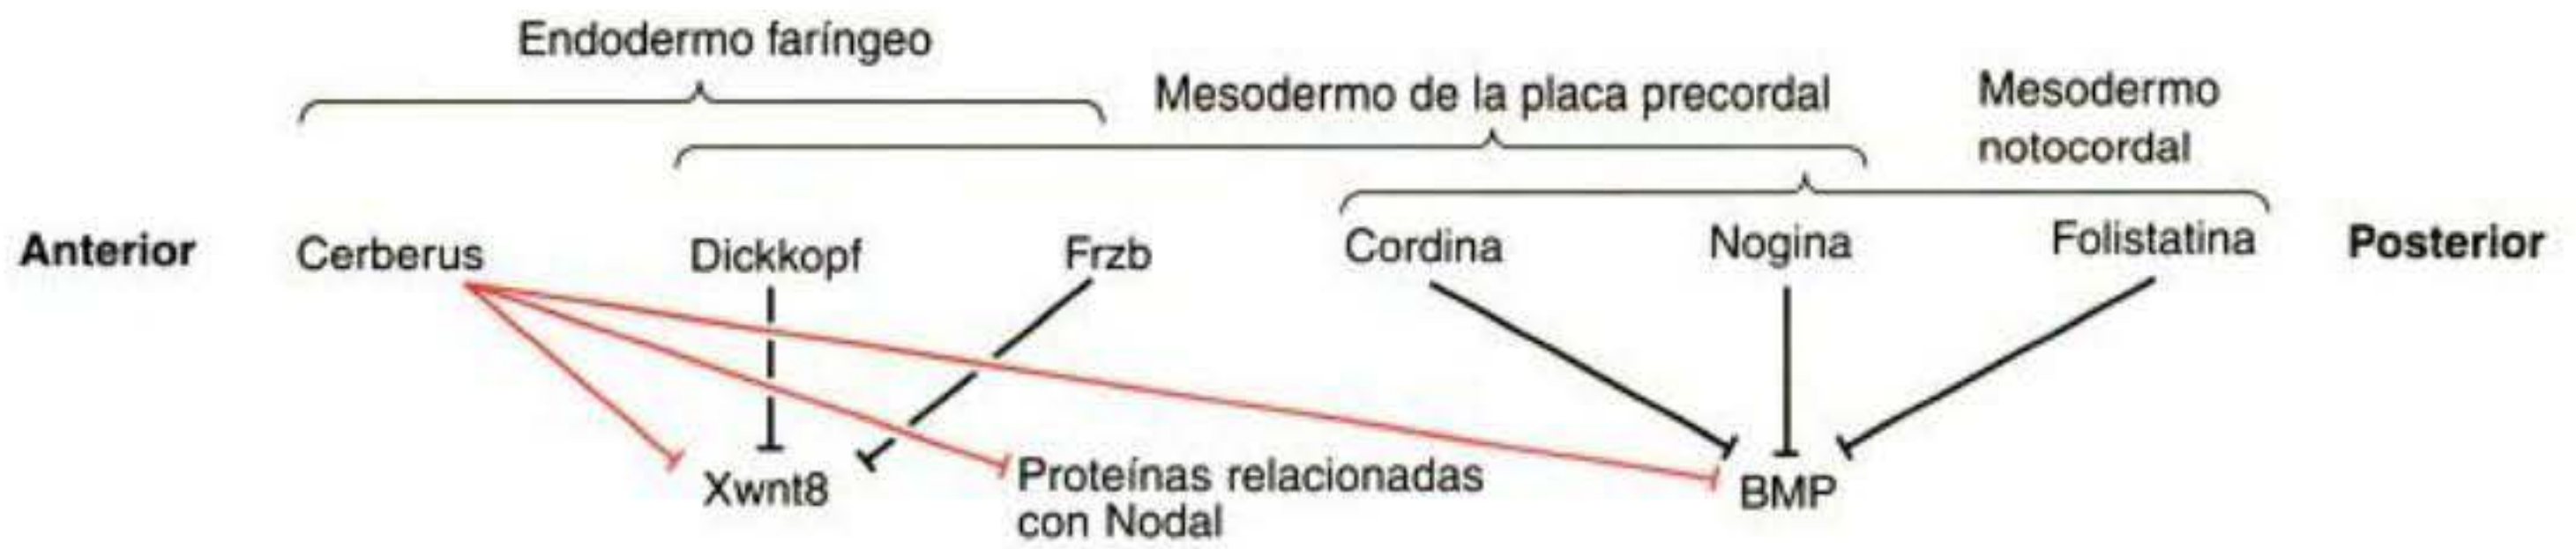 Endodermo faríngeo
Mesodermo de la placa precordal
Mesodermo
notocordal
Anterior
Cerberus
Dickkopf
Frzb
Cordina
Nogina
Folistatina
Posterior
Xwnt8
Proteínas relacionadas
con Nodal
BMP